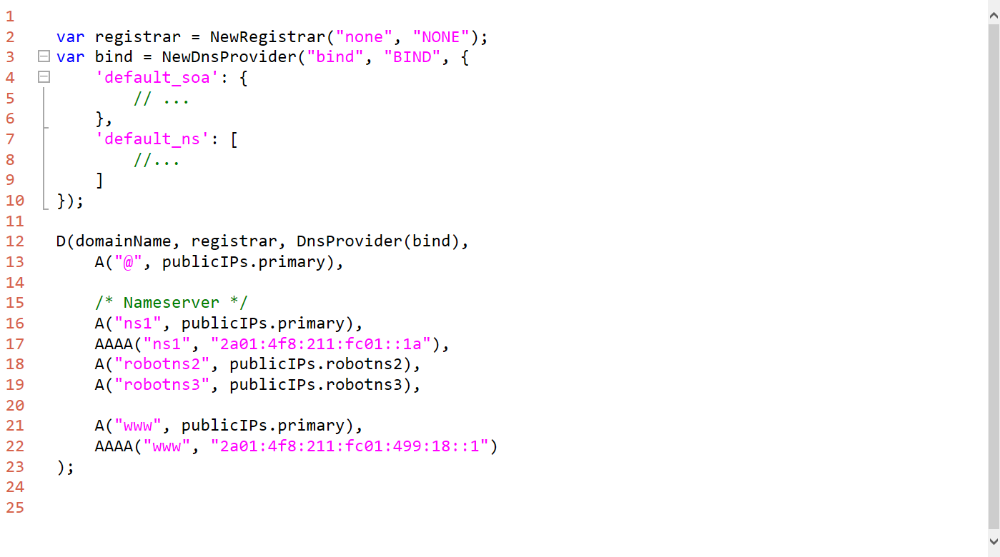 1
2 var registrar = NewRegistrar("none", "NONE");
3 var bind = NewDnsProvider("bind", "BIND", {
4     'default_soa': {
5         // ...
6     },
7     'default_ns': [
8         //...
9     ]
10 });
11
12 D(domainName, registrar, DnsProvider(bind),
13     A("@", publicIPs.primary),
14
15     /* Nameserver */
16     A("ns1", publicIPs.primary),
17     AAAA("ns1", "2a01:4f8:211:fc01::1a"),
18     A("robotns2", publicIPs.robotns2),
19     A("robotns3", publicIPs.robotns3),
20
21     A("www", publicIPs.primary),
22     AAAA("www", "2a01:4f8:211:fc01:499:18::1")
23 );
24
25